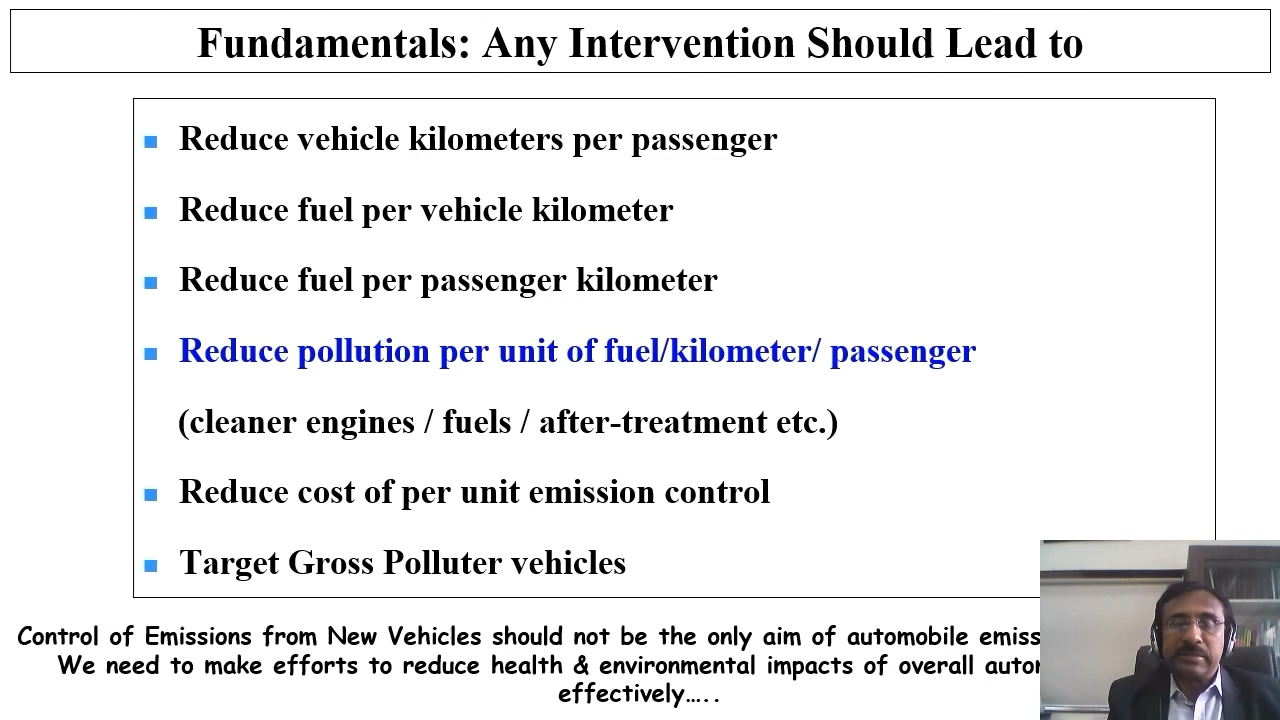 Fundamentals: Any Intervention Should Lead to
Reduce vehicle kilometers per passenger
Reduce fuel per vehicle kilometer
Reduce fuel per passenger kilometer
Reduce pollution per unit of fuel/kilometer/ passenger
(cleaner engines / fuels / after-treatment etc.)
Reduce cost of per unit emission control
Target Gross Polluter vehicles
Control of Emissions from New Vehicles should not be the only aim of automobile
We need to make efforts to reduce health & environmental impacts of overall
effectively…..